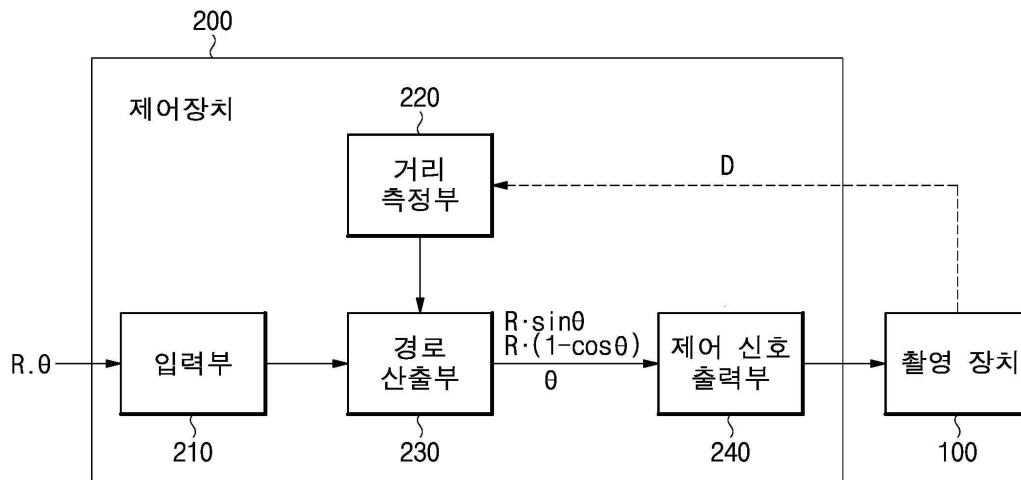 200
제어장치
220
거리
측정부
D
R.θ
입력부
210
경로
산출부
230
R·sinθ
R·(1-cosθ)
θ
제어 신호
출력부
240
촬영 장치
100